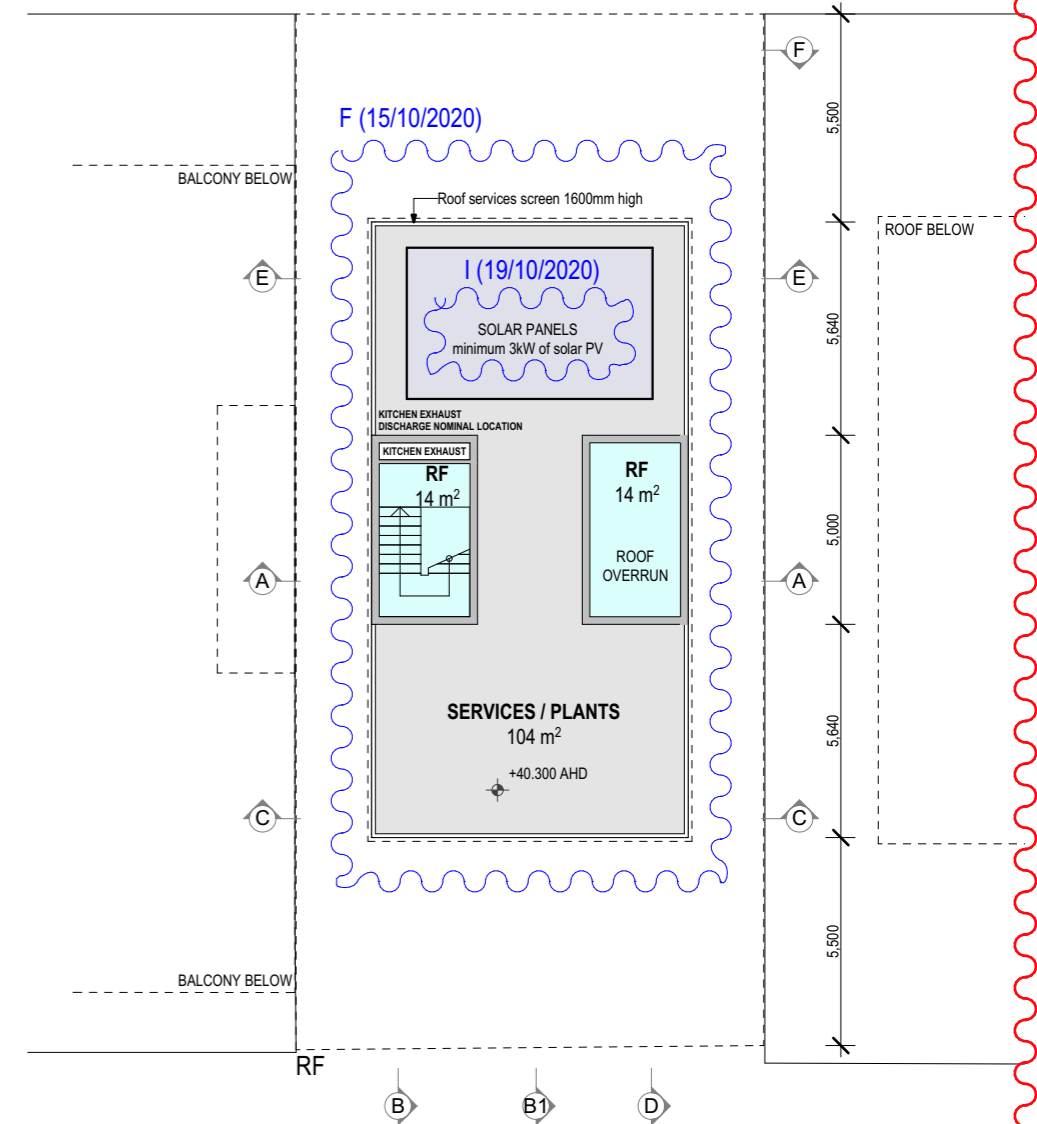 F
F (15/10/2020)
5,500
BALCONY BELOW
Roof services screen 1600mm high
ROOF BELOW
E
I (19/10/2020)
E
SOLAR PANELS
minimum 3kW of solar PV
5,640
KITCHEN EXHAUST
DISCHARGE NOMINAL LOCATION
KITCHEN EXHAUST
RF
14 m²
RF
14 m²
5,000
ROOF
OVERRUN
A
A
SERVICES / PLANTS
104 m²
5,640
+40.300 AHD
C
C
5,500
BALCONY BELOW
RF
B
B1
D